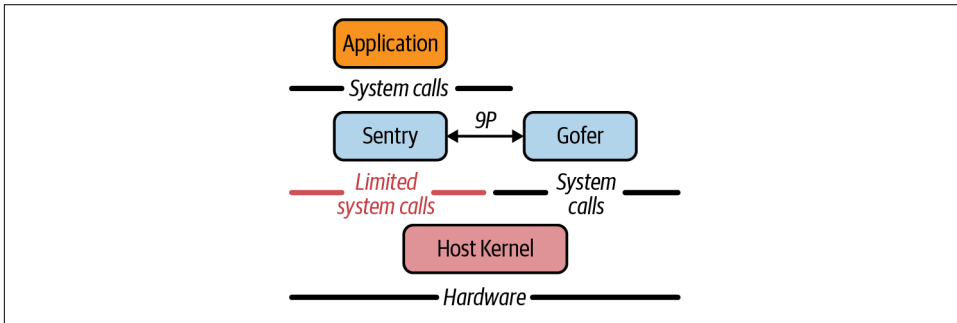 Application
System calls
9P
Sentry
Gofer
Limited
system calls
System
calls
Host Kernel
Hardware